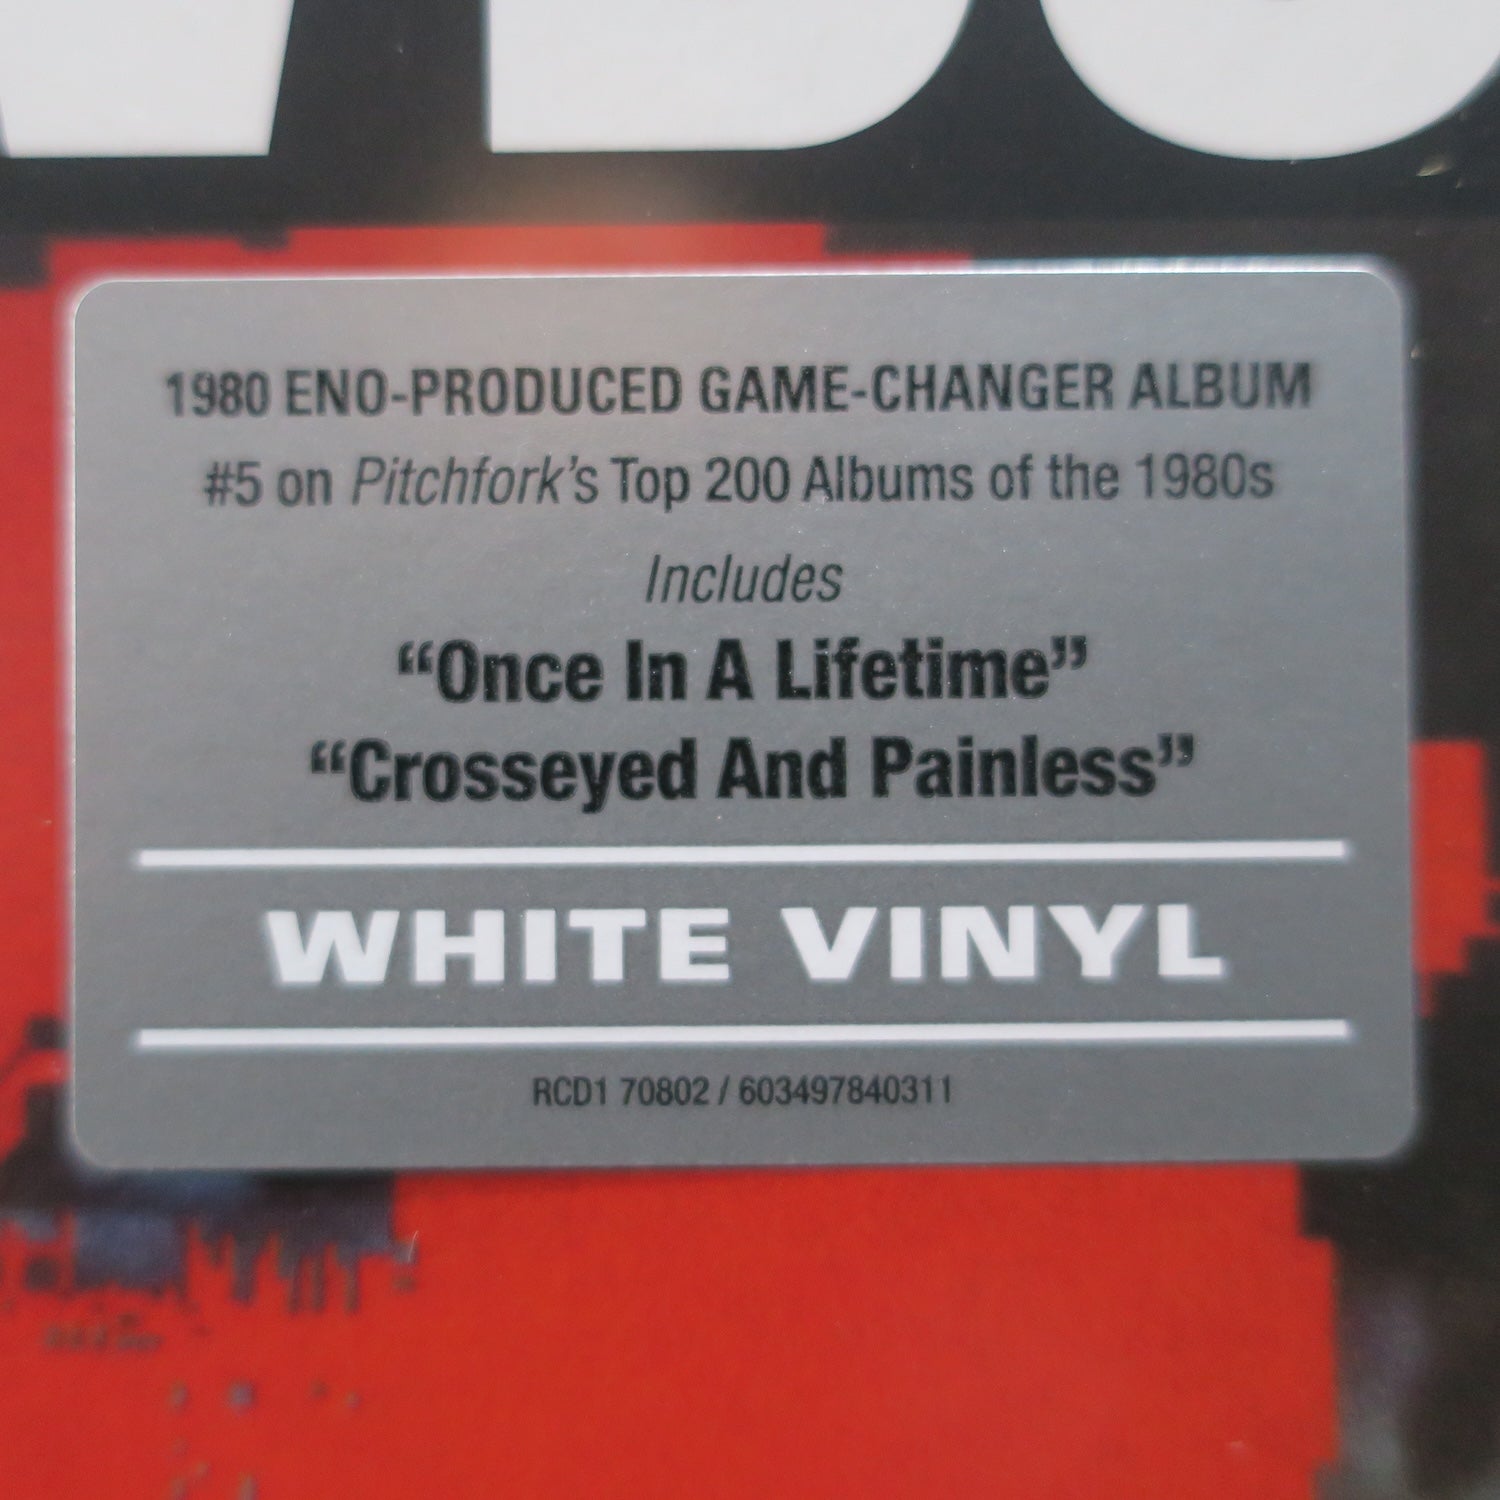 1980 ENO-PRODUCED GAME-CHANGER ALBUM
#5 on Pitchfork's Top 200 Albums of the 1980s
Includes
“Once In A Lifetime”
“Crosseyed And Painless”
WHITE VINYL
RCD1 70802 / 603497840311